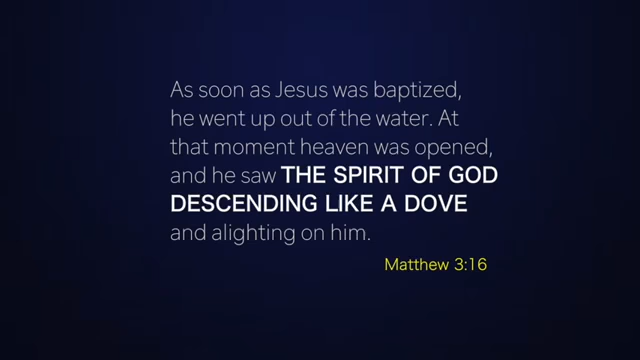 As soon as Jesus was baptized,
he went up out of the water. At
that moment heaven was opened,
and he saw THE SPIRIT OF GOD
DESCENDING LIKE A DOVE
and alighting on him.
Matthew 3:16